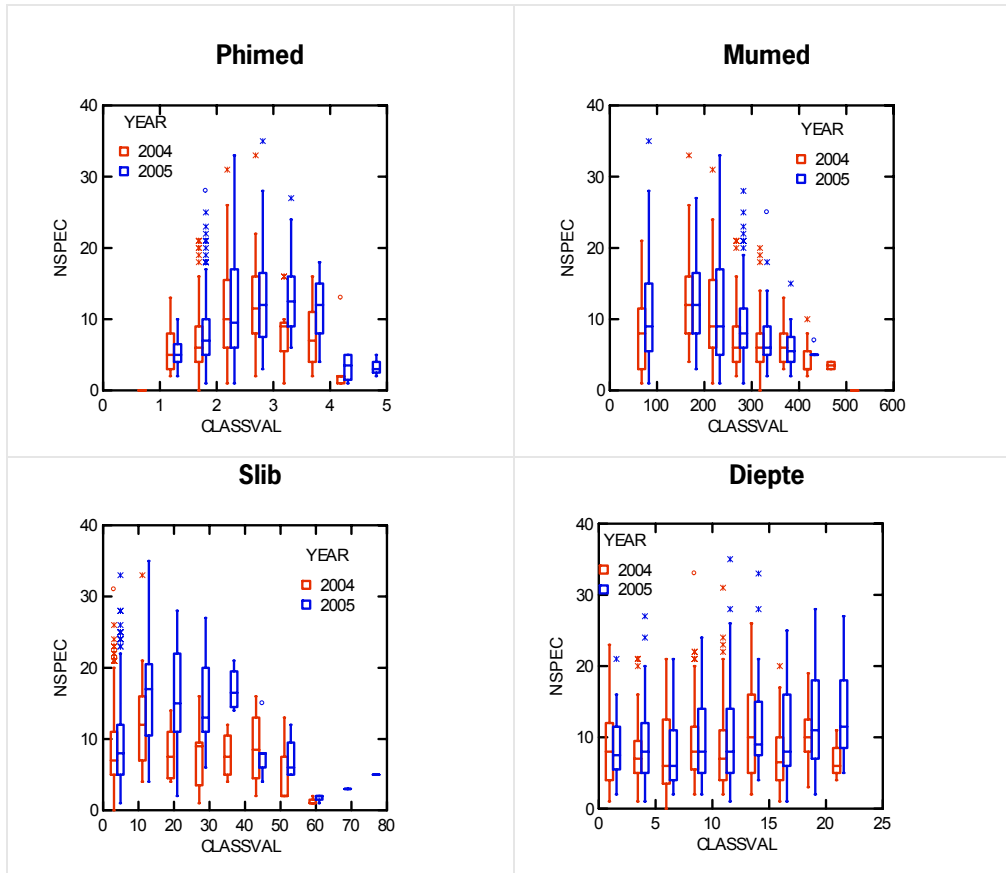 Phimed
40
YEAR
2004
30
2005
NSPEC
20
10
0
0 1 2 3 4 5
CLASSVAL
Mumed
40
YEAR
2004
30
2005
NSPEC
20
10
0
0 100 200 300 400 500 600
CLASSVAL
Slib
40
YEAR
30
2004
2005
NSPEC
20
10
0
0 10 20 30 40 50 60 70 80
CLASSVAL
Diepte
40
YEAR
2004
2005
30
NSPEC
20
10
0
0 5 10 15 20 25
CLASSVAL